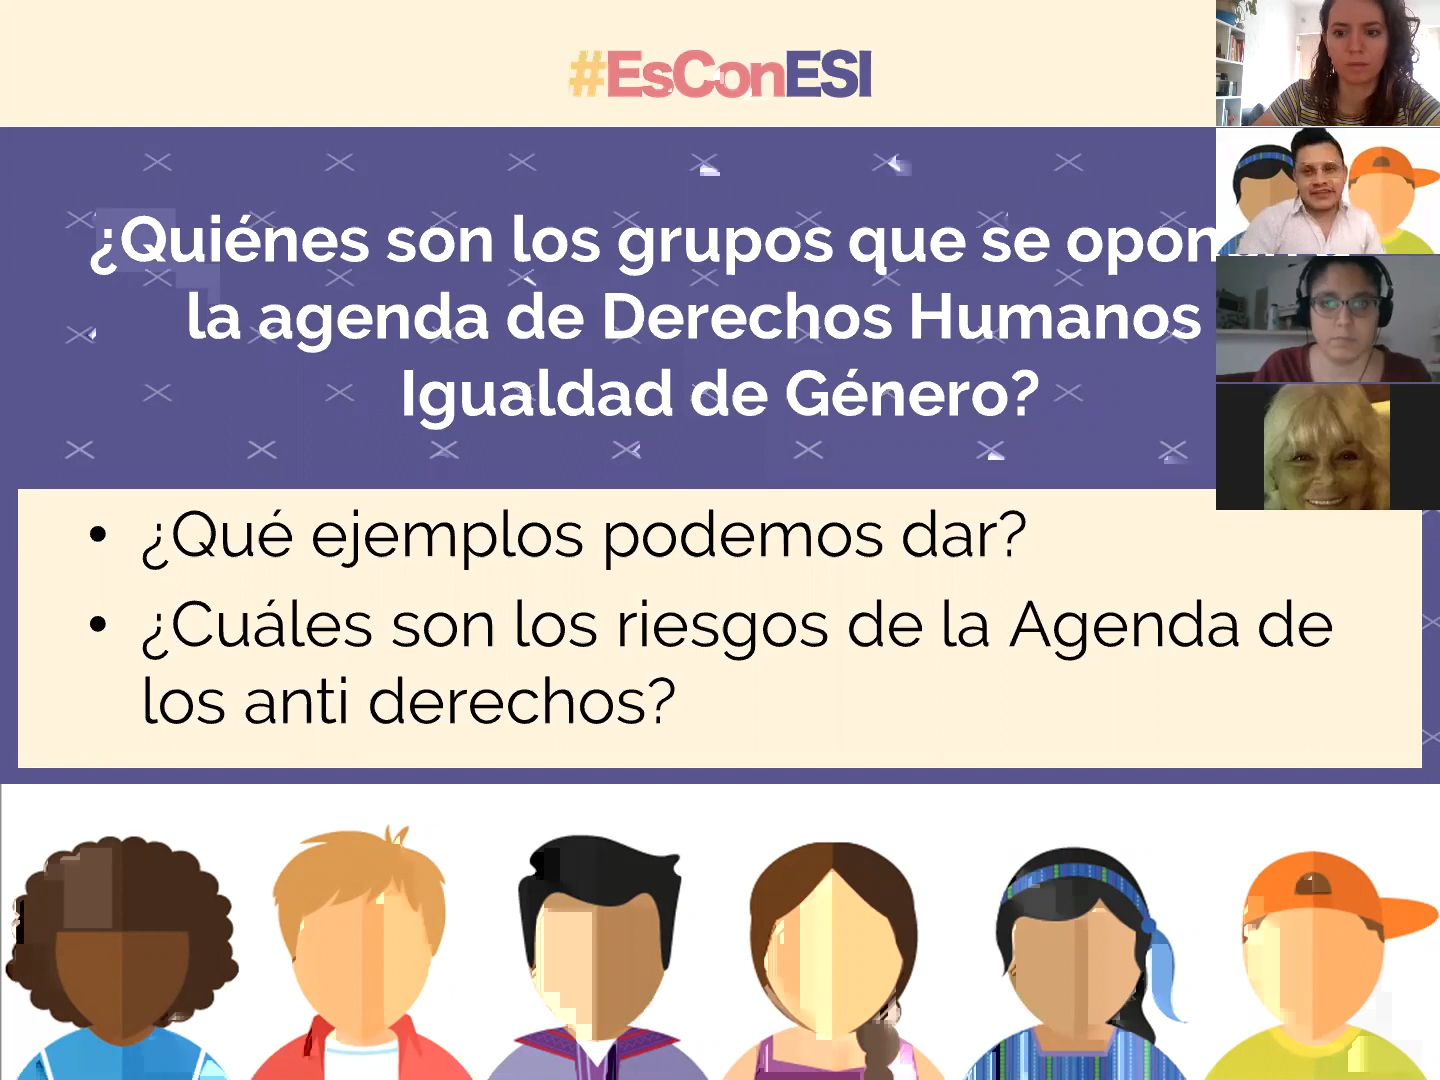 #EsConESI
¿Quiénes son los grupos que se opon
la agenda de Derechos Humanos
Igualdad de Género?
• ¿Qué ejemplos podemos dar?
• ¿Cuáles son los riesgos de la Agenda de
los anti derechos?